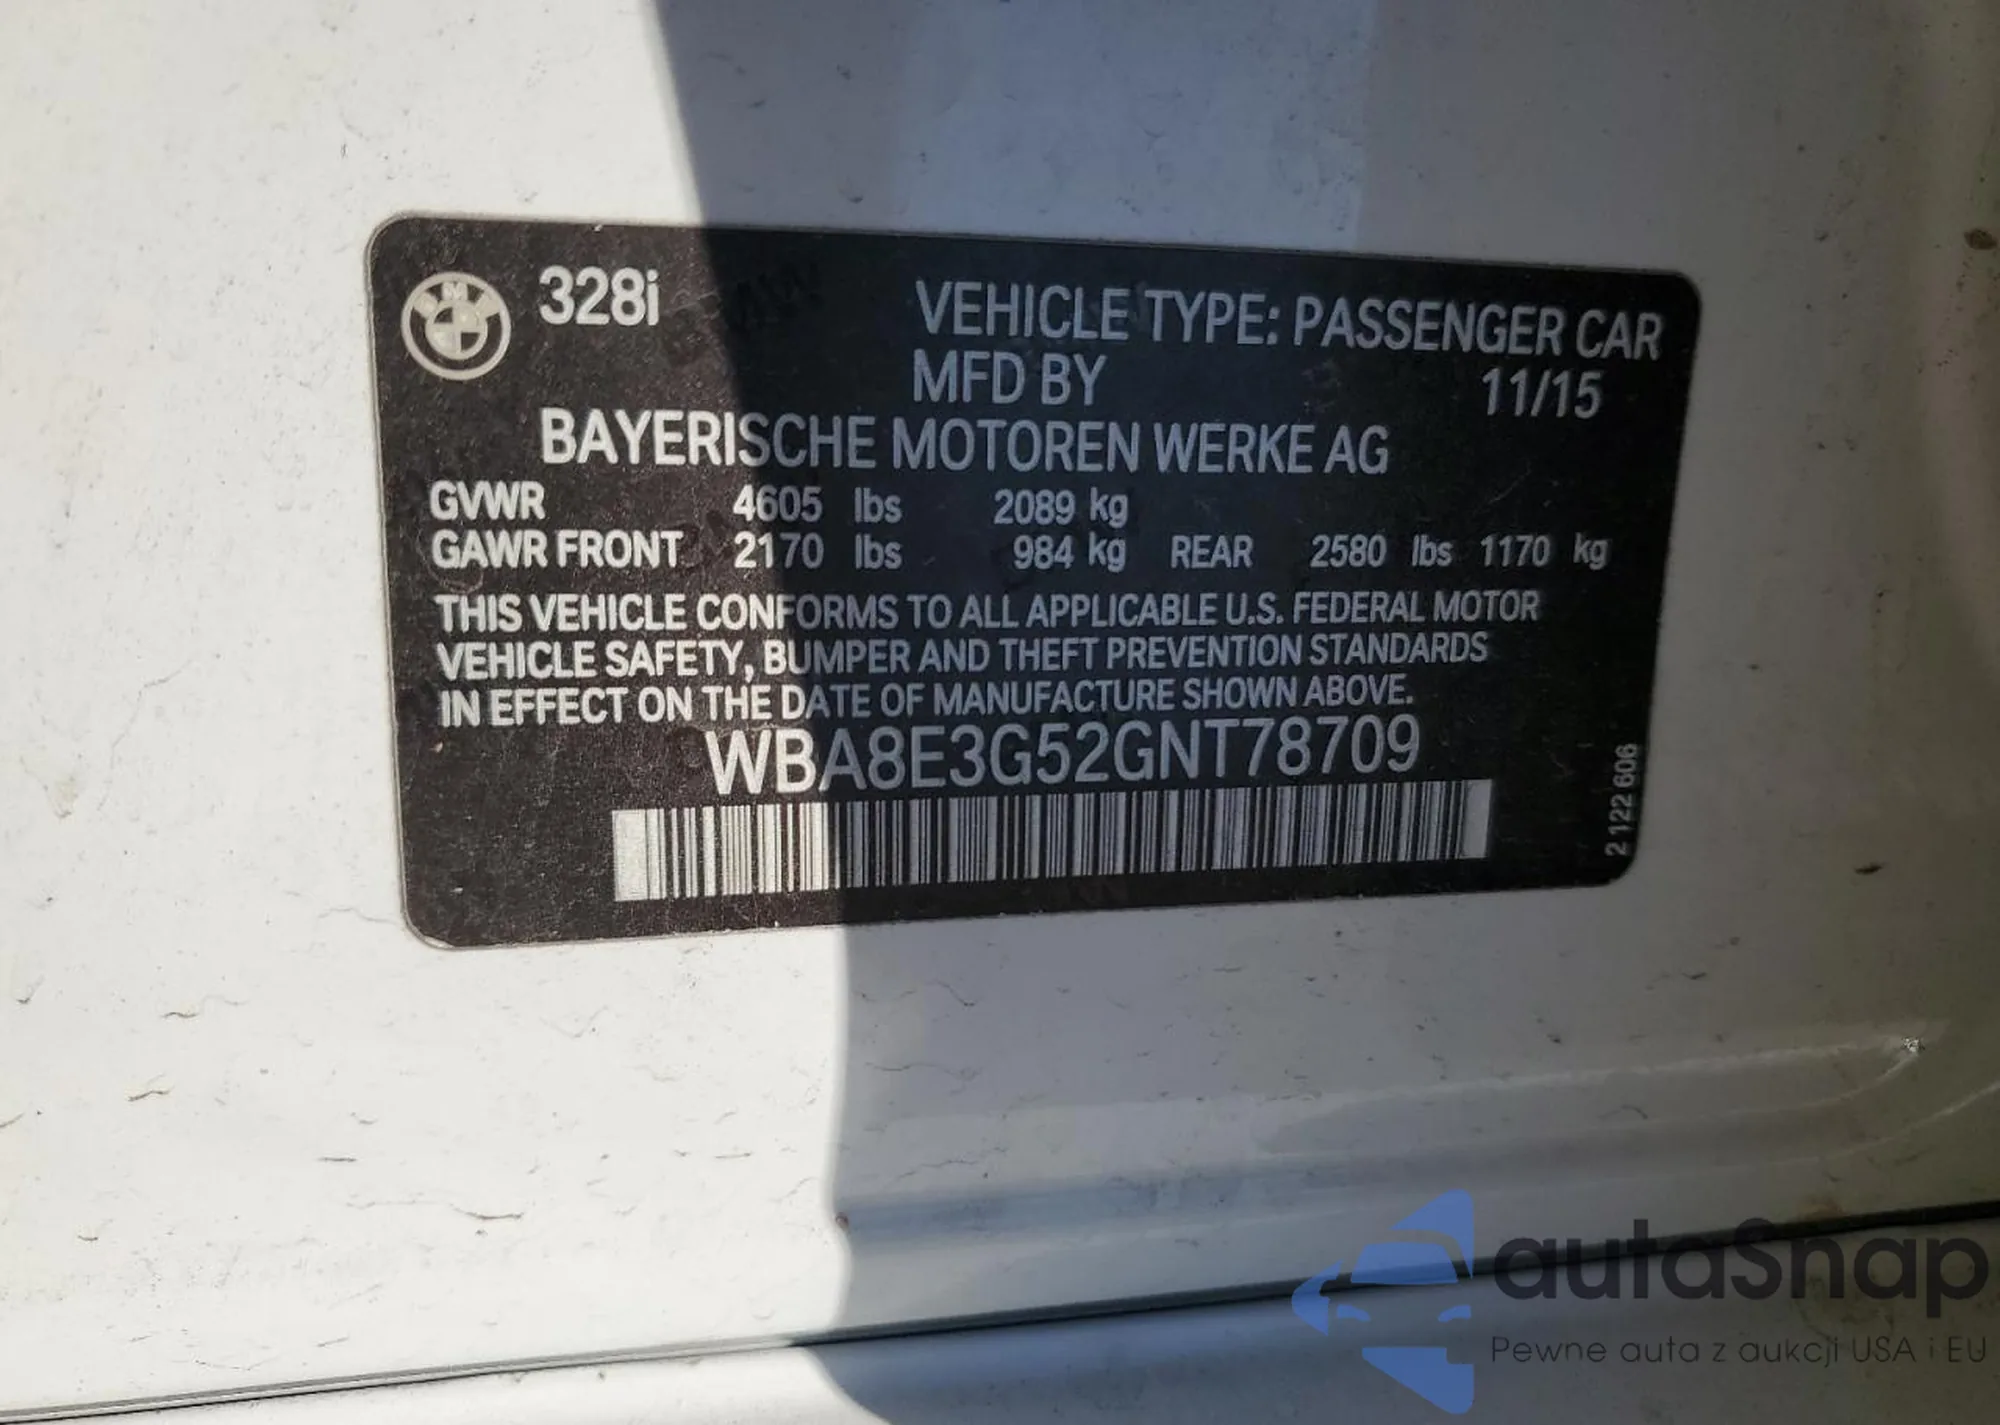 BMW
328i
VEHICLE TYPE: PASSENGER CAR
MFD BY 11/15
BAYERISCHE MOTOREN WERKE AG
GVWR 4605 lbs 2089 kg
GAWR FRONT 2170 lbs 984 kg REAR 2580 lbs 1170 kg
THIS VEHICLE CONFORMS TO ALL APPLICABLE U.S. FEDERAL MOTOR
VEHICLE SAFETY, BUMPER AND THEFT PREVENTION STANDARDS
IN EFFECT ON THE DATE OF MANUFACTURE SHOWN ABOVE.
WBA8E3G52GNT78709
2 122 606
autaSnap
Pewne auta z aukcji USA i EU